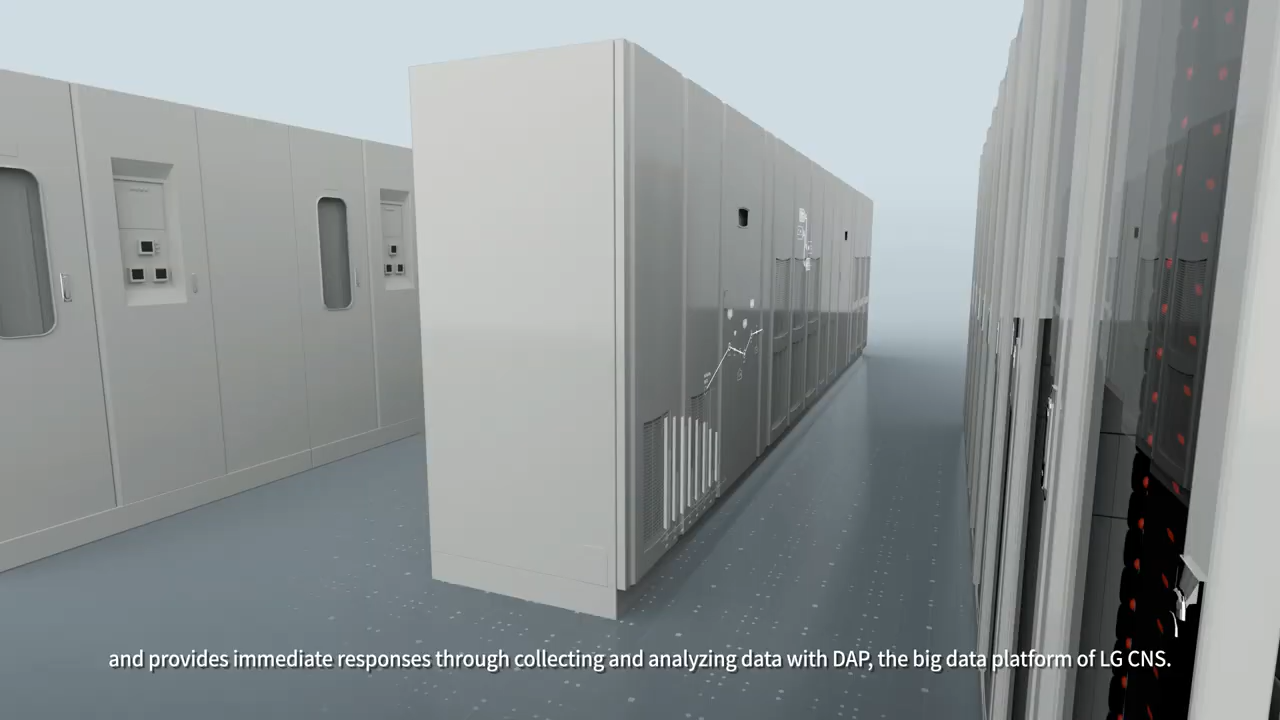 and provides immediate responses through collecting and analyzing data with DAP, the big data platform of LG CNS.